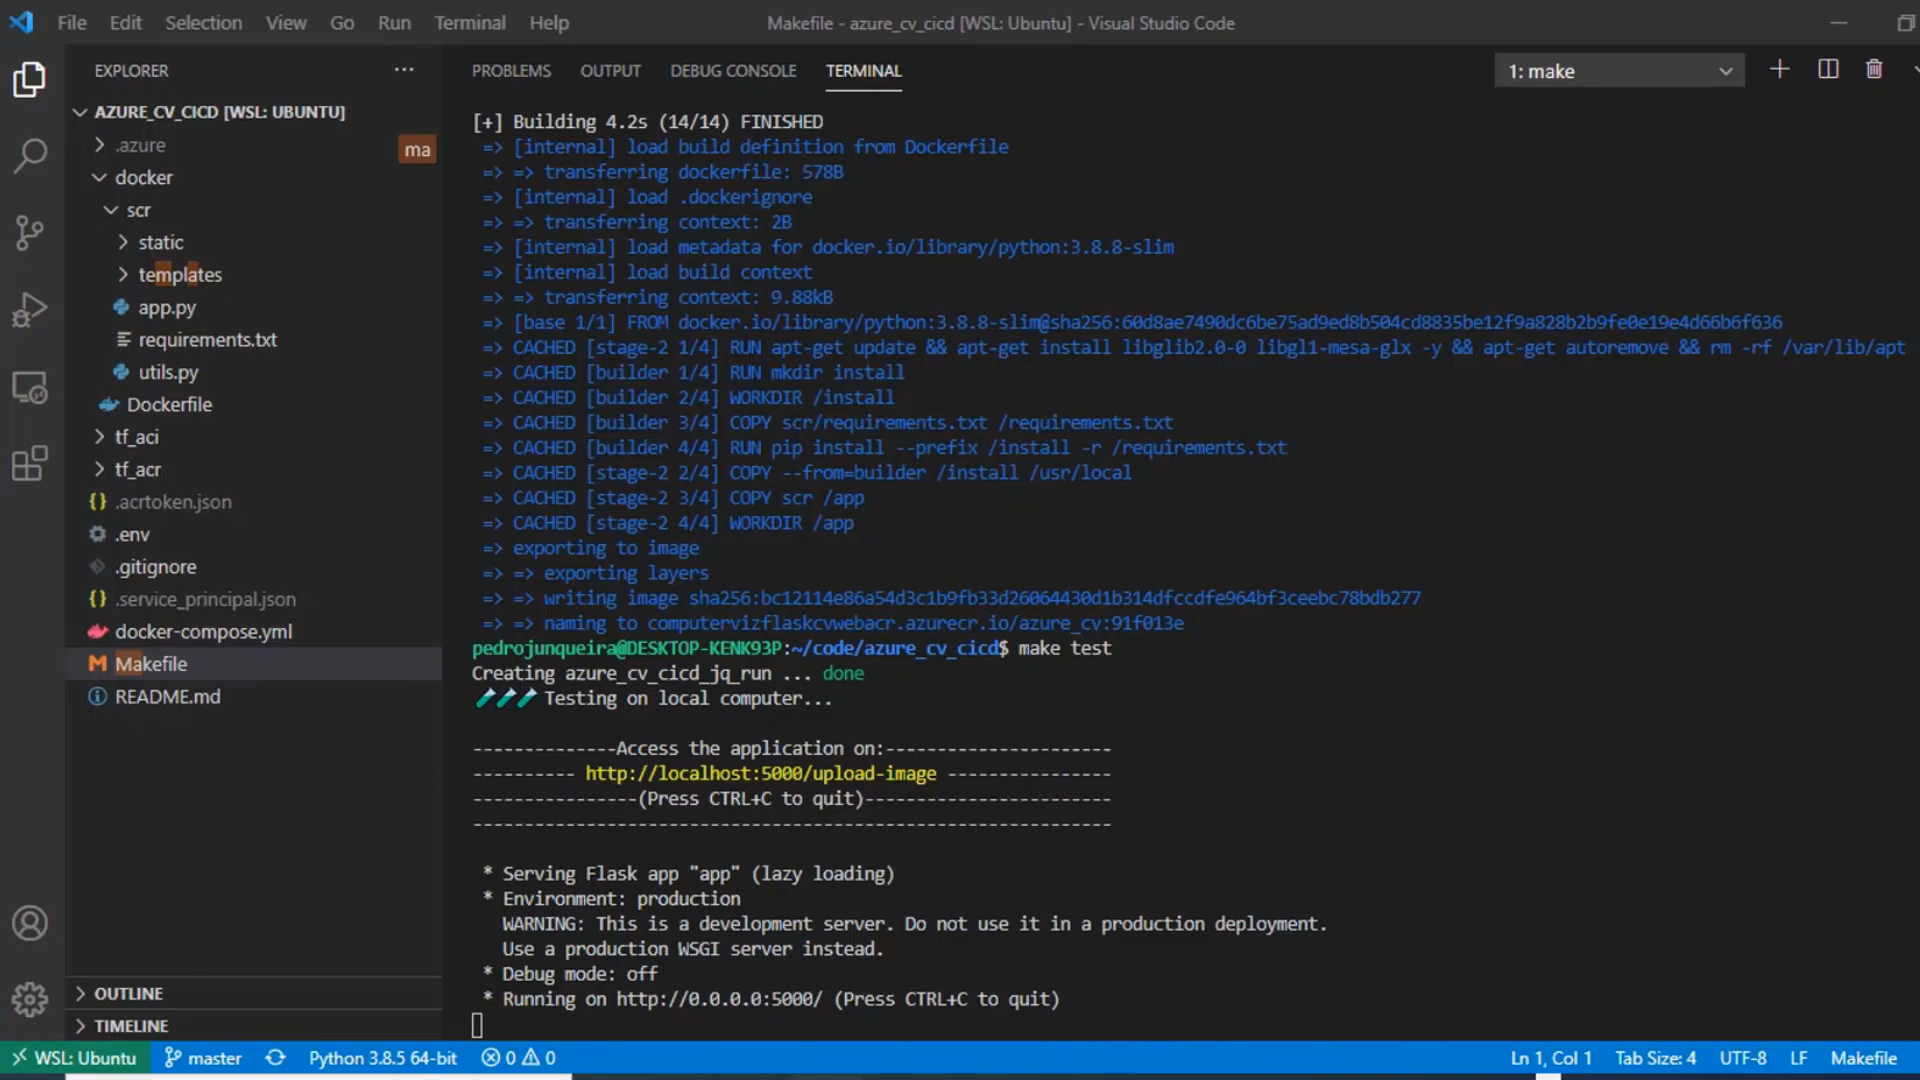 File Edit Selection View Go Run Terminal Help
Makefile - azure_cv_cicd [WSL: Ubuntu] - Visual Studio Code
EXPLORER
AZURE_CV_CICD [WSL: UBUNTU]
ma
.azure
docker
scr
static
templates
app.py
requirements.txt
utils.py
Dockerfile
tf_aci
tf_acr
.acrtoken.json
.env
.gitignore
.service_principal.json
docker-compose.yml
Makefile
README.md
OUTLINE
TIMELINE
PROBLEMS OUTPUT DEBUG CONSOLE TERMINAL
1: make
[+] Building 4.2s (14/14) FINISHED
=> [internal] load build definition from Dockerfile
=> => transferring dockerfile: 578B
=> [internal] load .dockerignore
=> => transferring context: 2B
=> [internal] load metadata for docker.io/library/python:3.8.8-slim
=> [internal] load build context
=> => transferring context: 9.88kB
=> [base 1/1] FROM docker.io/library/python:3.8.8-slim@sha256:60d8ae7490dc6be75ad9ed8b504cd8835be12f9a828b2b9fe0e19e4d66b6f636
=> CACHED [stage-2 1/4] RUN apt-get update && apt-get install libglib2.0-0 libgl1-mesa-glx -y && apt-get autoremove && rm -rf /var/lib/apt
=> CACHED [builder 1/4] RUN mkdir install
=> CACHED [builder 2/4] WORKDIR /install
=> CACHED [builder 3/4] COPY scr/requirements.txt /requirements.txt
=> CACHED [builder 4/4] RUN pip install --prefix /install -r /requirements.txt
=> CACHED [stage-2 2/4] COPY --from=builder /install /usr/local
=> CACHED [stage-2 3/4] COPY scr /app
=> CACHED [stage-2 4/4] WORKDIR /app
=> exporting to image
=> => exporting layers
=> => writing image sha256:bc12114e86a54d3c1b9fb33d26064430d1b314dfccdfe964bf3ceebc78bdb277
=> => naming to computervizflaskcvwebacr.azurecr.io/azure_cv:91f013e
pedrojunqueira@DESKTOP-KENK93P:~/code/azure_cv_cicd$ make test
Creating azure_cv_cicd_jq_run ... done
🧪🧪🧪 Testing on local computer...
--------------Access the application on:----------------------
---------- http://localhost:5000/upload-image ----------------
----------------(Press CTRL+C to quit)------------------------
--------------------------------------------------------------
* Serving Flask app "app" (lazy loading)
* Environment: production
WARNING: This is a development server. Do not use it in a production deployment.
Use a production WSGI server instead.
* Debug mode: off
* Running on http://0.0.0.0:5000/ (Press CTRL+C to quit)
WSL: Ubuntu master Python 3.8.5 64-bit 0 0 Ln 1, Col 1 Tab Size: 4 UTF-8 LF Makefile